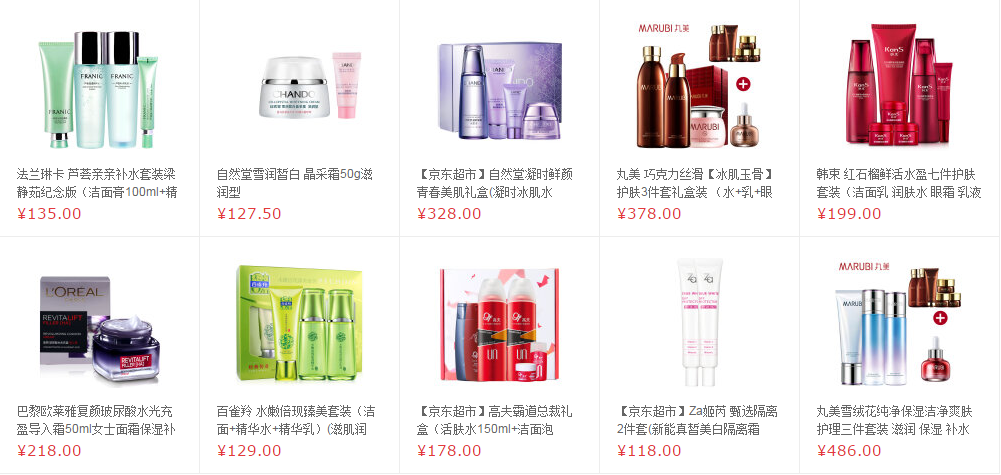 FRANIC
FRANIC
FRANIC
CHANDO
MARUBI 丸美
MARUBI
KanS
法兰琳卡 芦荟亲亲补水套装梁
静茹纪念版（洁面膏100ml+精
¥135.00
自然堂雪润皙白 晶采霜50g滋
润型
¥127.50
【京东超市】自然堂凝时鲜颜
青春美肌礼盒(凝时冰肌水
¥328.00
丸美 巧克力丝滑【冰肌玉骨】
护肤3件套礼盒装 （水+乳+眼
¥378.00
韩束 红石榴鲜活水盈七件护肤
套装（洁面乳 润肤水 眼霜 乳液
¥199.00
L'OREAL
REVITALIFT
FILLER [HA]
REVITALIFT
FILLER [HA]
百雀羚
高夫
Za
Za
MARUBI 丸美
MARUBI
巴黎欧莱雅复颜玻尿酸水光充
盈导入霜50ml女士面霜保湿补
¥218.00
百雀羚 水嫩倍现臻美套装（洁
面+精华水+精华乳）(滋肌润
¥129.00
【京东超市】高夫霸道总裁礼
盒（活肤水150ml+洁面泡
¥178.00
【京东超市】Za姬芮 甄选隔离
2件套(新能真皙美白隔离霜
¥118.00
丸美雪绒花纯净保湿洁净爽肤
护理三件套装 滋润 保湿 补水
¥486.00